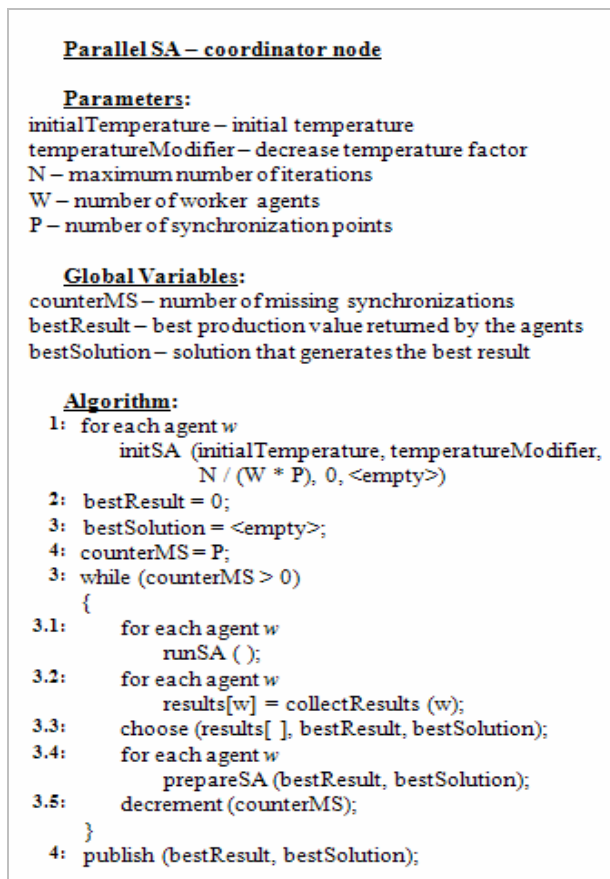 Parallel SA – coordinator node
Parameters:
initialTemperature – initial temperature
temperatureModifier – decrease temperature factor
N – maximum number of iterations
W – number of worker agents
P – number of synchronization points
Global Variables:
counterMS – number of missing synchronizations
bestResult – best production value returned by the agents
bestSolution – solution that generates the best result
Algorithm:
1: for each agent w
initSA (initialTemperature, temperatureModifier,
N / (W * P), 0, <empty>)
2: bestResult = 0;
3: bestSolution = <empty>;
4: counterMS = P;
3: while (counterMS > 0)
{
3.1: for each agent w
runSA ( );
3.2: for each agent w
results[w] = collectResults (w);
3.3: choose (results[ ], bestResult, bestSolution);
3.4: for each agent w
prepareSA (bestResult, bestSolution);
3.5: decrement (counterMS);
}
4: publish (bestResult, bestSolution);